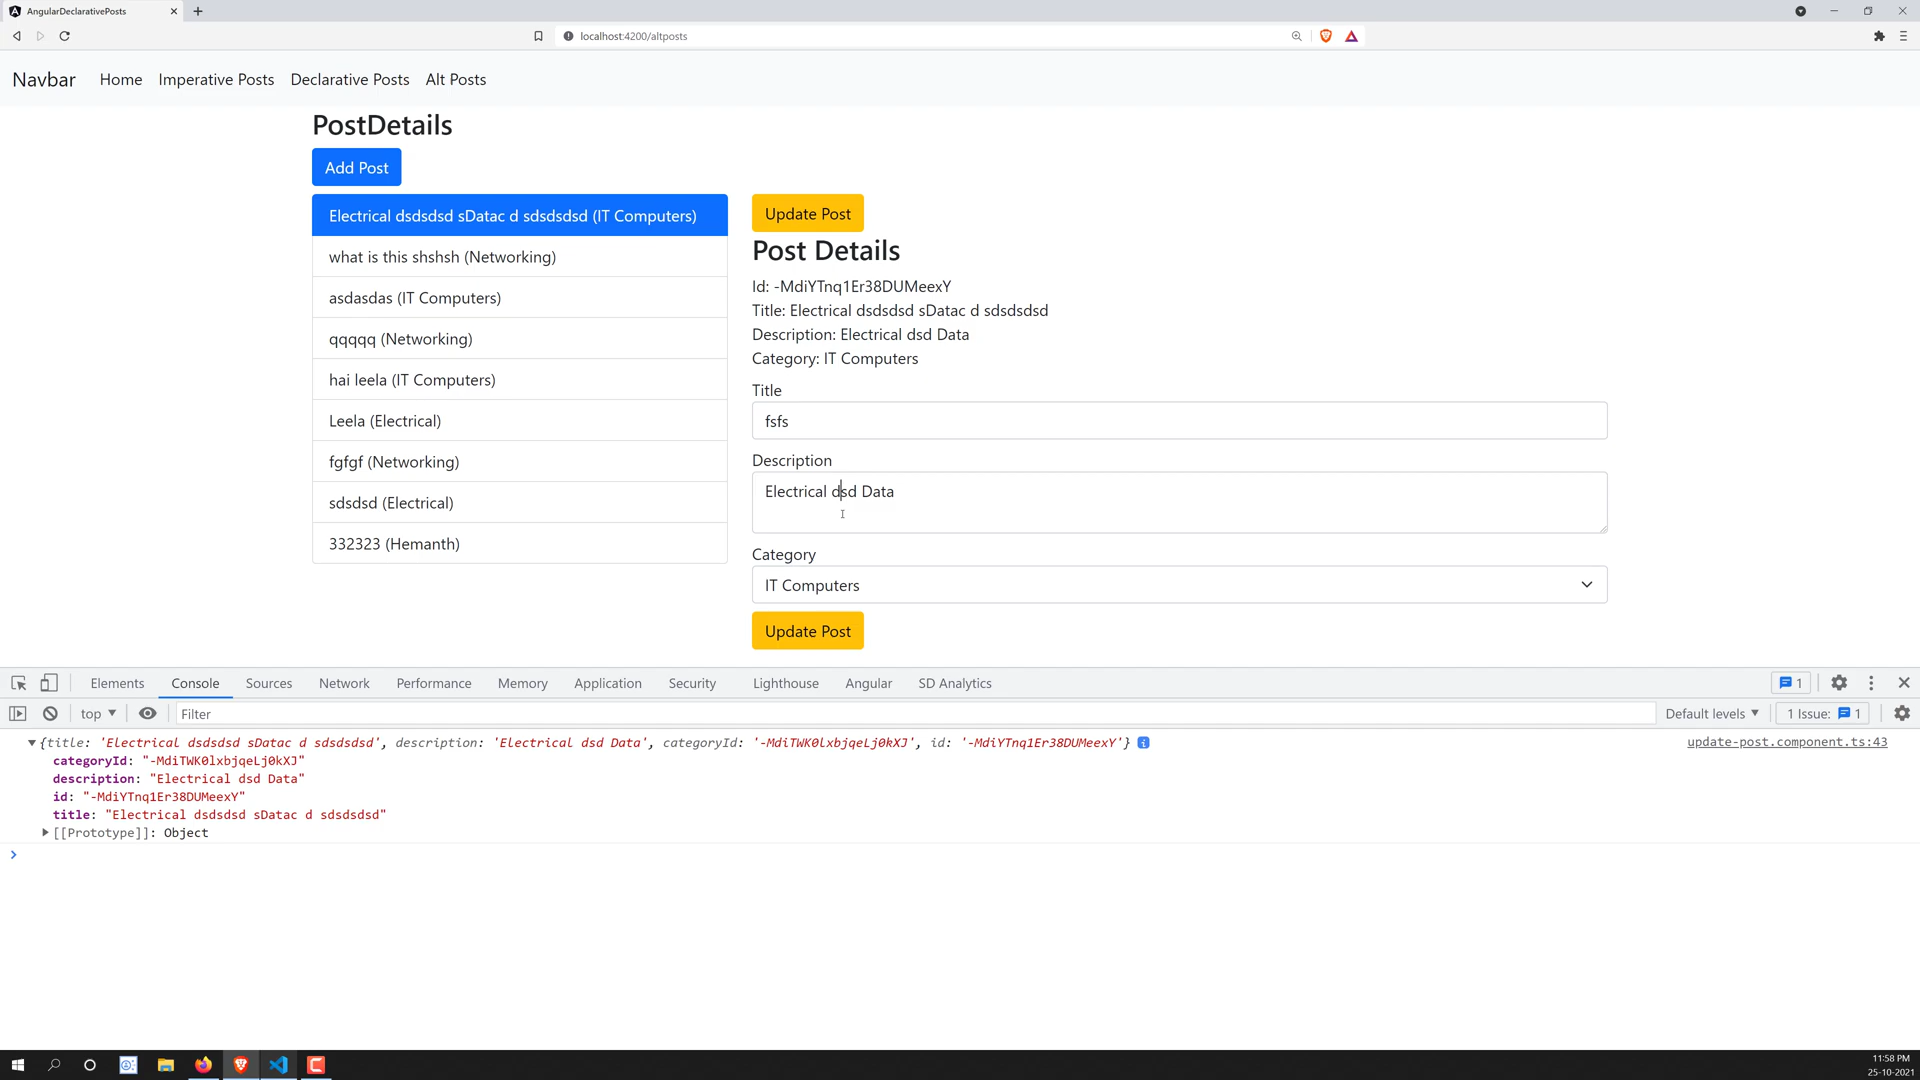 AngularDeclarativePosts
localhost:4200/altposts
Navbar Home Imperative Posts Declarative Posts Alt Posts
PostDetails
Add Post
Electrical dsdsdsd sDatac d sdsdsdsd (IT Computers)
what is this shshsh (Networking)
asdasdas (IT Computers)
qqqqq (Networking)
hai leela (IT Computers)
Leela (Electrical)
fgfgf (Networking)
sdsdsd (Electrical)
332323 (Hemanth)
Update Post
Post Details
Id: -MdiYTnq1Er38DUMeexY
Title: Electrical dsdsdsd sDatac d sdsdsdsd
Description: Electrical dsd Data
Category: IT Computers
Title
fsfs
Description
Electrical dsd Data
Category
IT Computers
Update Post
Elements Console Sources Network Performance Memory Application Security Lighthouse Angular SD Analytics 1
top Filter Default levels 1 Issue: 1
{title: 'Electrical dsdsdsd sDatac d sdsdsdsd', description: 'Electrical dsd Data', categoryId: '-MdiTWK0lxbjqeLj0kXJ', id: '-MdiYTnq1Er38DUMeexY'} update-post.component.ts:43
categoryId: "-MdiTWK0lxbjqeLj0kXJ"
description: "Electrical dsd Data"
id: "-MdiYTnq1Er38DUMeexY"
title: "Electrical dsdsdsd sDatac d sdsdsdsd"
[[Prototype]]: Object
11:58 PM
25-10-2021